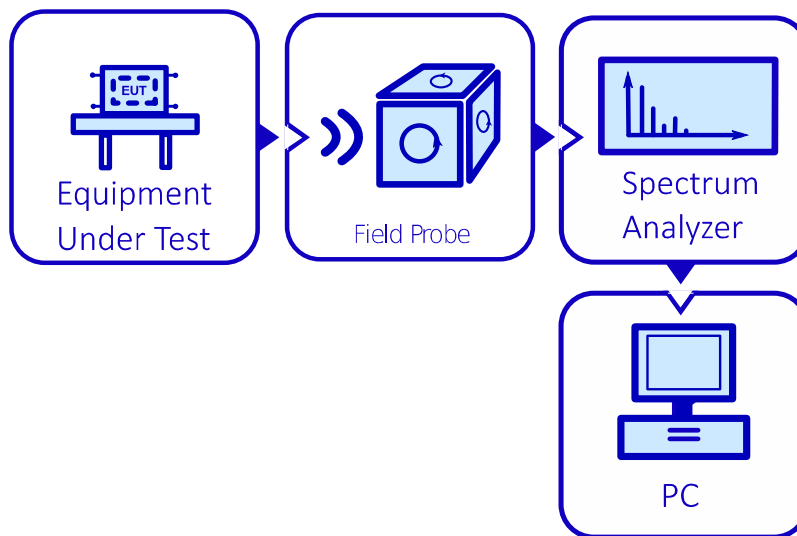 EUT
Equipment
Under Test
Field Probe
Spectrum
Analyzer
PC